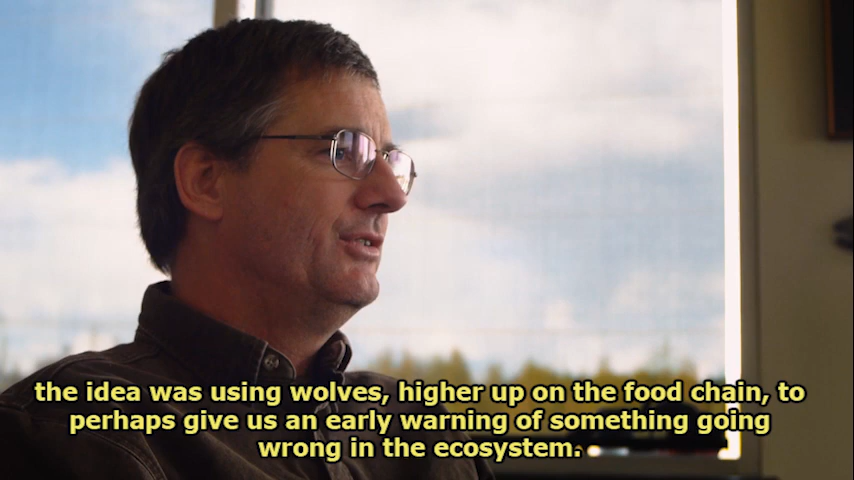 the idea was using wolves, higher up on the food chain, to
perhaps give us an early warning of something going
wrong in the ecosystem.